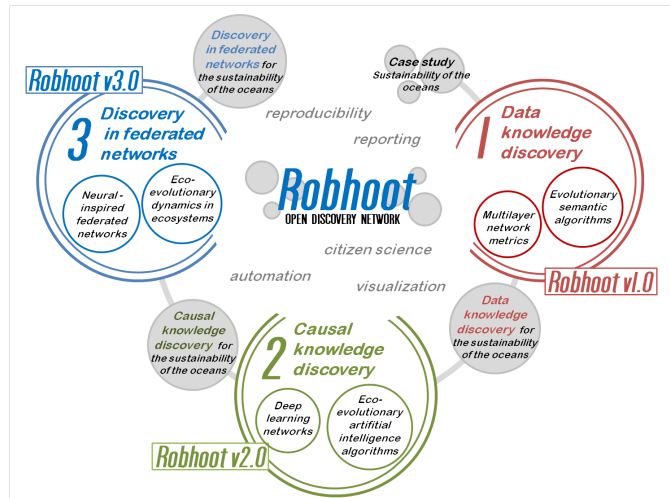 Discovery
in federated
networks for
the sustainability
of the oceans
Case study
Sustainability of the
oceans
Robhoot v3.0
3
Discovery
in federated
networks
Neural-
inspired
federated
networks
Eco-
evolutionary
dynamics in
ecosystems
reproducibility
reporting
1
Data
knowledge
discovery
Multilayer
network
metrics
Evolutionary
semantic
algorithms
Robhoot v1.0
Robhoot
OPEN DISCOVERY NETWORK
citizen science
automation
visualization
Causal
knowledge
discovery for
the sustainability
of the oceans
Data
knowledge
discovery for
the sustainability
of the oceans
2
Causal
knowledge
discovery
Deep
learning
networks
Eco-
evolutionary
artifitial
intelligence
algorithms
Robhoot v2.0